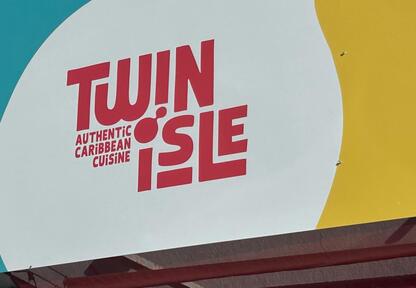 TWIN
ISLE
AUTHENTIC
CARIBBEAN
CUISINE